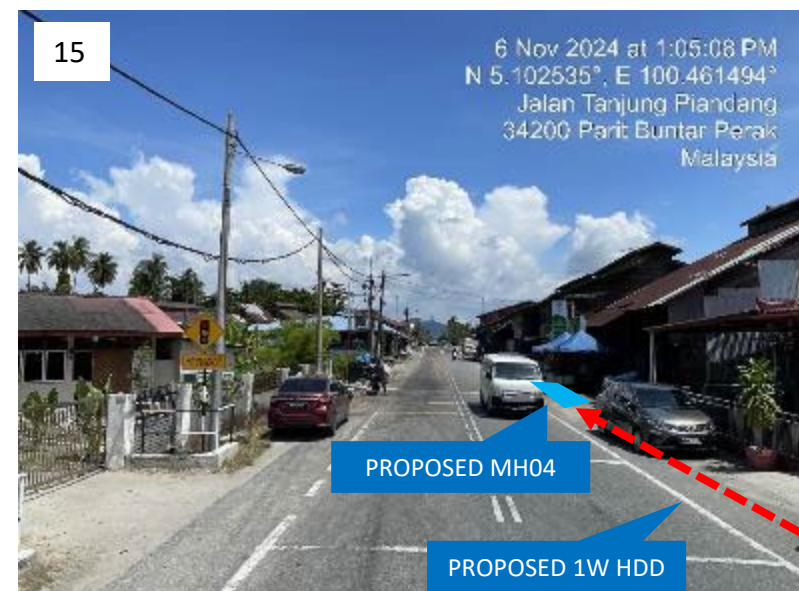 15
6 Nov 2024 at 1:05:08 PM
N 5.102535°, E 100.461494°
Jalan Tanjung Piandang
34200 Parit Buntar Perak
Malaysia
PROPOSED MH04
PROPOSED 1W HDD